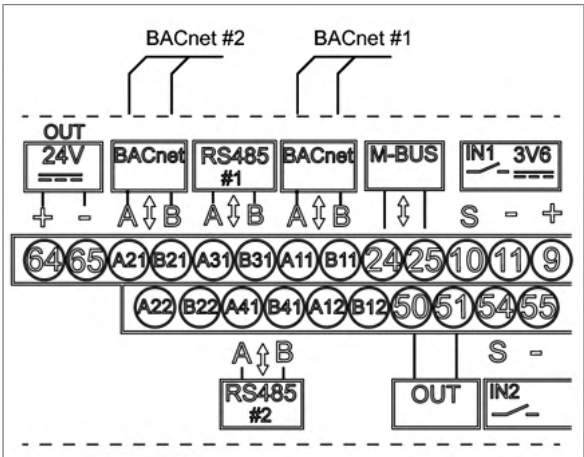 BACnet #2 BACnet #1
OUT
24V BACnet RS485 BACnet M-BUS IN1 3V6
#1
+ - A B A B A B S - +
64 65 A21 B21 A31 B31 A11 B11 24 25 10 11 9
A22 B22 A41 B41 A12 B12 50 51 54 55
A B S -
RS485 OUT IN2
#2